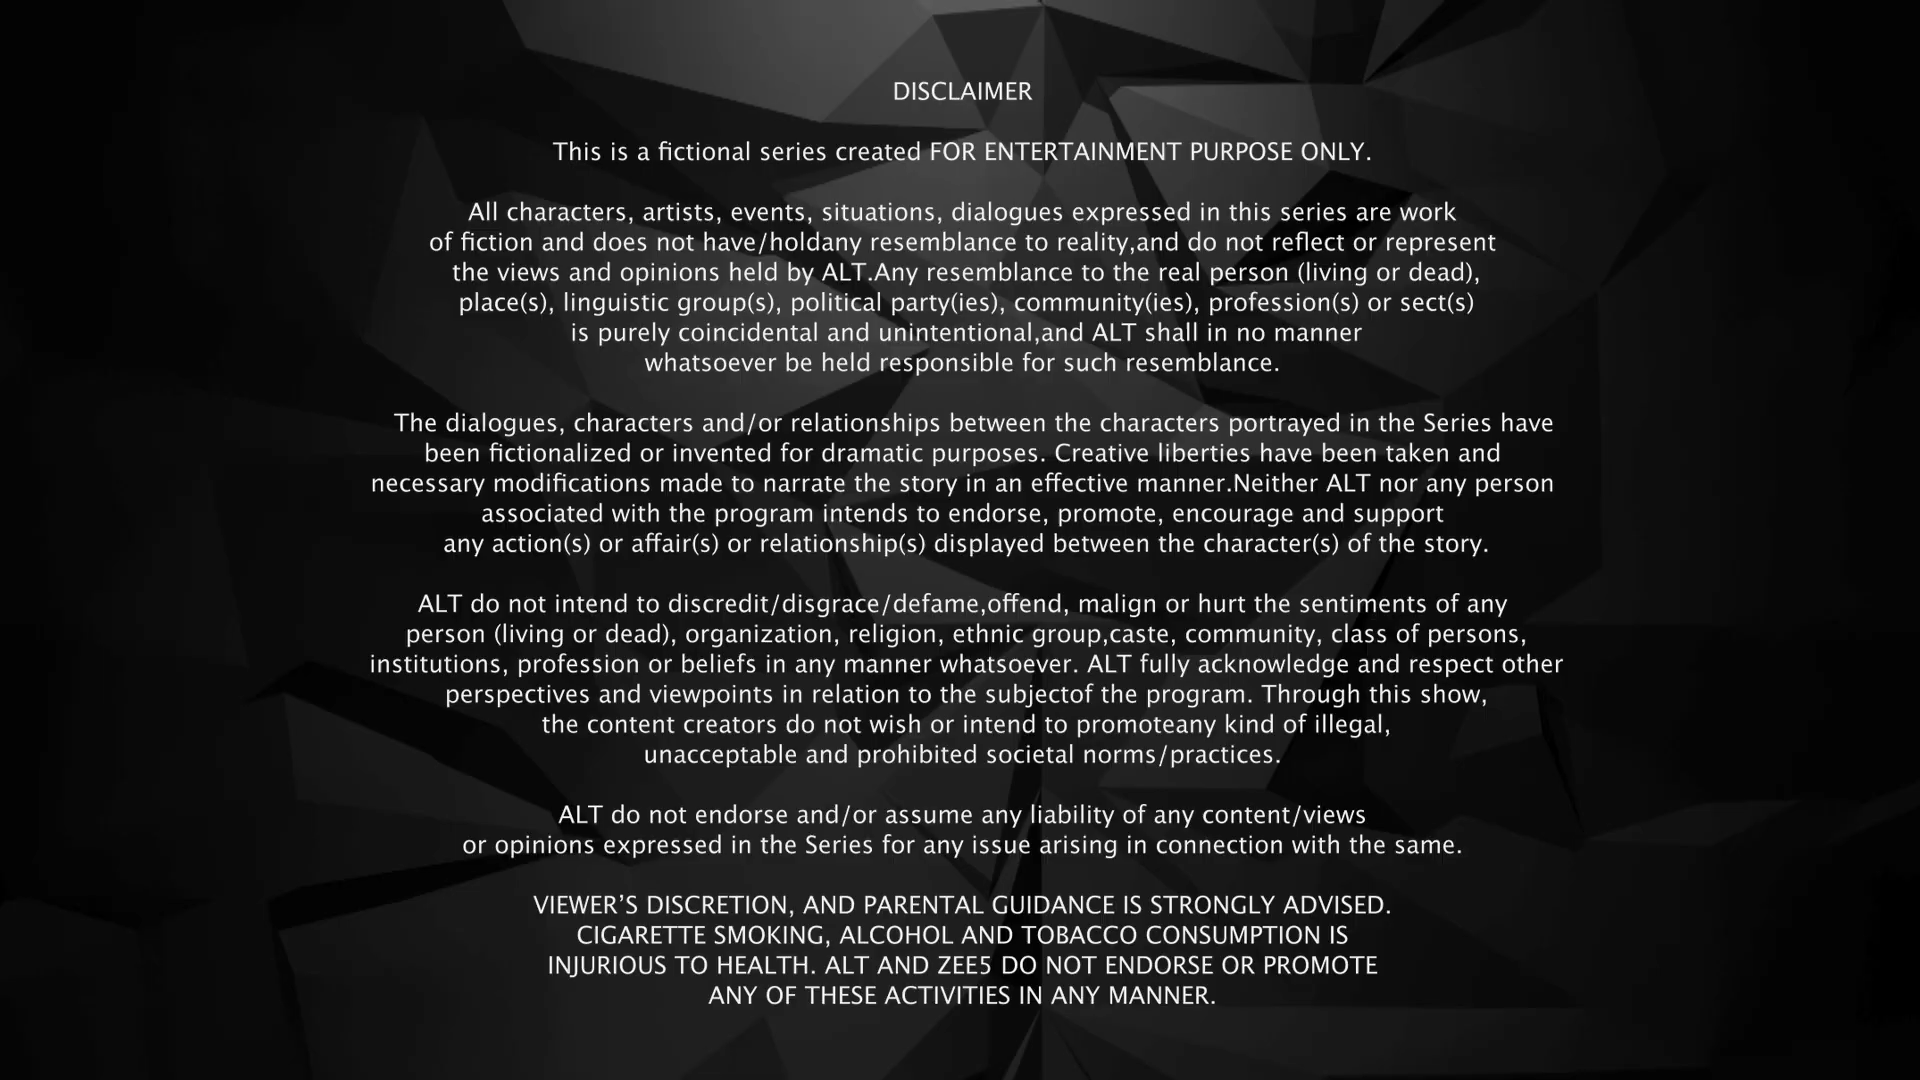 DISCLAIMER
This is a fictional series created FOR ENTERTAINMENT PURPOSE ONLY.
All characters, artists, events, situations, dialogues expressed in this series are work
of fiction and does not have/holdany resemblance to reality,and do not reflect or represent
the views and opinions held by ALT.Any resemblance to the real person (living or dead),
place(s), linguistic group(s), political party(ies), community(ies), profession(s) or sect(s)
is purely coincidental and unintentional,and ALT shall in no manner
whatsoever be held responsible for such resemblance.
The dialogues, characters and/or relationships between the characters portrayed in the Series have
been fictionalized or invented for dramatic purposes. Creative liberties have been taken and
necessary modifications made to narrate the story in an effective manner.Neither ALT nor any person
associated with the program intends to endorse, promote, encourage and support
any action(s) or affair(s) or relationship(s) displayed between the character(s) of the story.
ALT do not intend to discredit/disgrace/defame,offend, malign or hurt the sentiments of any
person (living or dead), organization, religion, ethnic group,caste, community, class of persons,
institutions, profession or beliefs in any manner whatsoever. ALT fully acknowledge and respect other
perspectives and viewpoints in relation to the subjectof the program. Through this show,
the content creators do not wish or intend to promoteany kind of illegal,
unacceptable and prohibited societal norms/practices.
ALT do not endorse and/or assume any liability of any content/views
or opinions expressed in the Series for any issue arising in connection with the same.
VIEWER’S DISCRETION, AND PARENTAL GUIDANCE IS STRONGLY ADVISED.
CIGARETTE SMOKING, ALCOHOL AND TOBACCO CONSUMPTION IS
INJURIOUS TO HEALTH. ALT AND ZEE5 DO NOT ENDORSE OR PROMOTE
ANY OF THESE ACTIVITIES IN ANY MANNER.